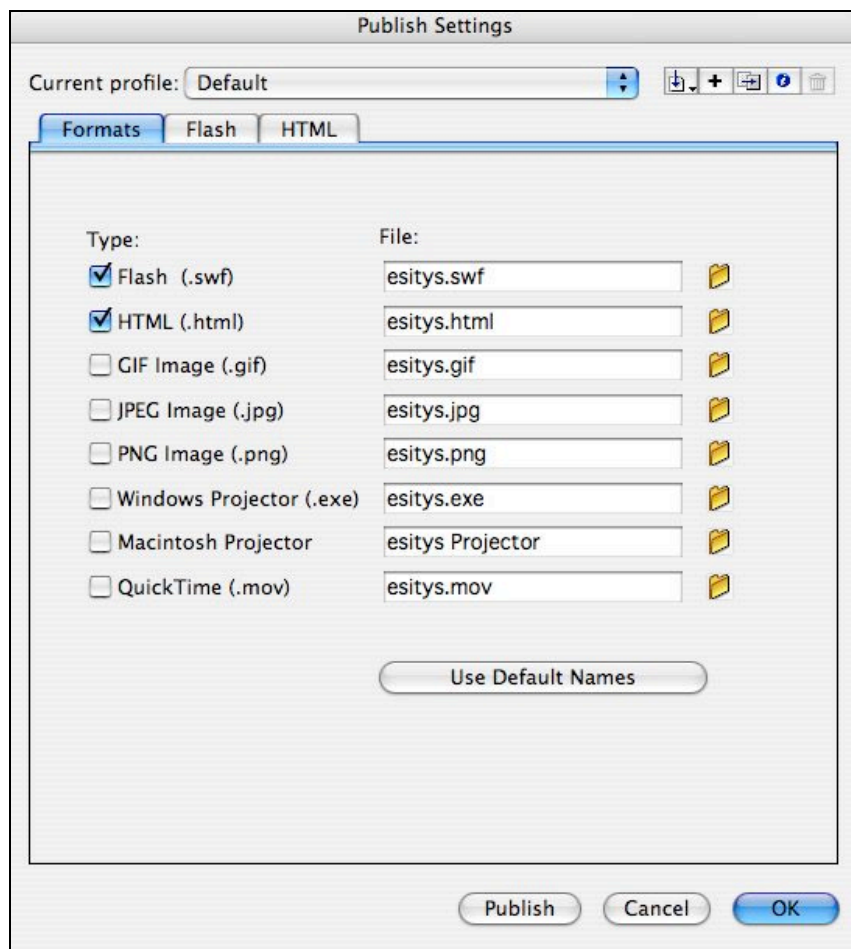 Publish Settings
Current profile: Default
Formats Flash HTML
Type: File:
Flash (.swf) esitys.swf
HTML (.html) esitys.html
GIF Image (.gif) esitys.gif
JPEG Image (.jpg) esitys.jpg
PNG Image (.png) esitys.png
Windows Projector (.exe) esitys.exe
Macintosh Projector esitys Projector
QuickTime (.mov) esitys.mov
Use Default Names
Publish Cancel OK